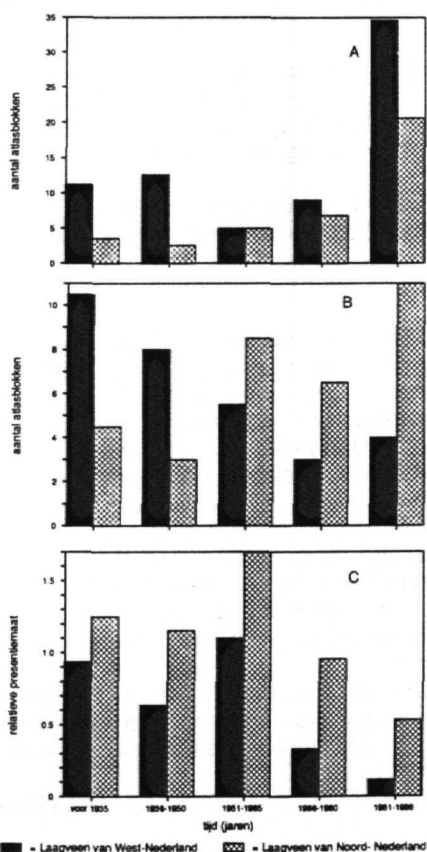 35
A
30
25
20
15
10
5
0
aantal atlasblokken
10
B
8
6
4
2
0
aantal atlasblokken
1.5
C
1.0
0.5
0
relatieve presentiemaat
voor 1935
1936-1950
1951-1965
1966-1980
1981-1986
tijd (jaren)
= Laagveen van West-Nederland = Laagveen van Noord- Nederland